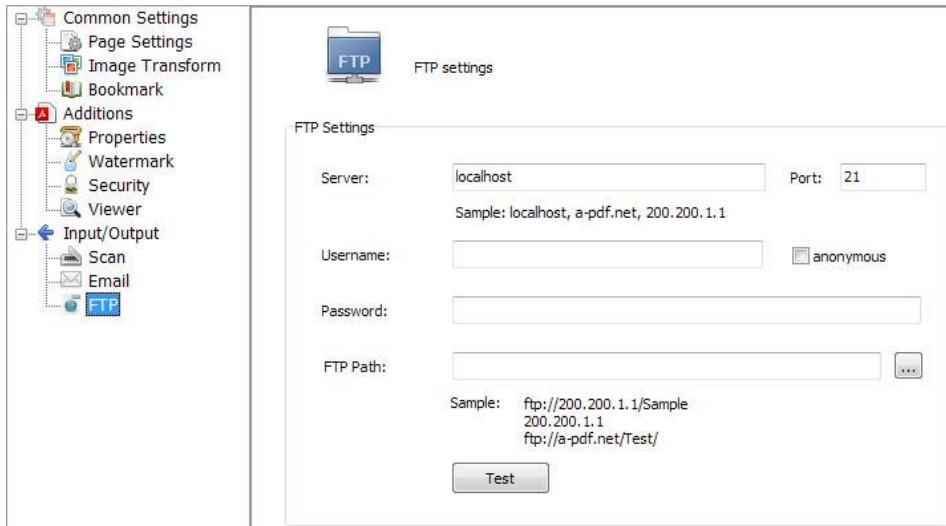 Common Settings
Page Settings
Image Transform
Bookmark
Additions
Properties
Watermark
Security
Viewer
Input/Output
Scan
Email
FTP
FTP
FTP settings
FTP Settings
Server:
localhost
Port:
21
Sample: localhost, a-pdf.net, 200.200.1.1
Username:
anonymous
Password:
FTP Path:
...
Sample:
ftp://200.200.1.1/Sample
200.200.1.1
ftp://a-pdf.net/Test/
Test